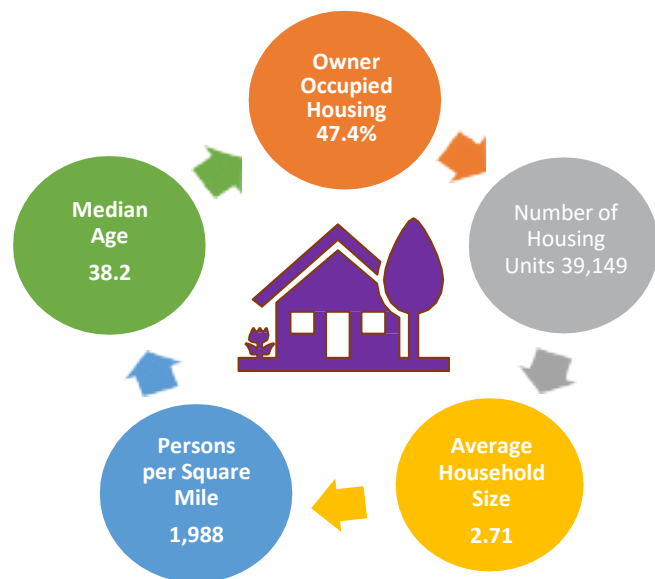 Owner
Occupied
Housing
47.4%
Number of
Housing
Units 39,149
Average
Household
Size
2.71
Persons
per Square
Mile
1,988
Median
Age
38.2